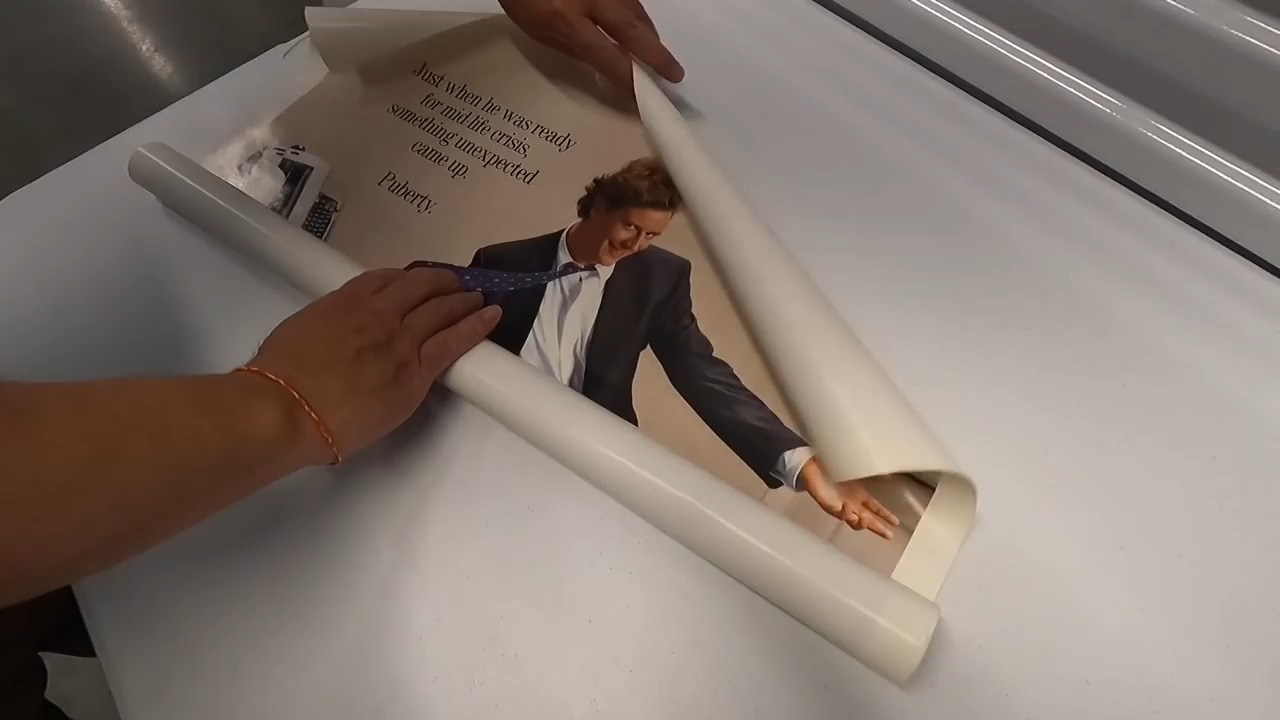 Just when he was ready
for mid life crisis,
something unexpected
came up.
Puberty.